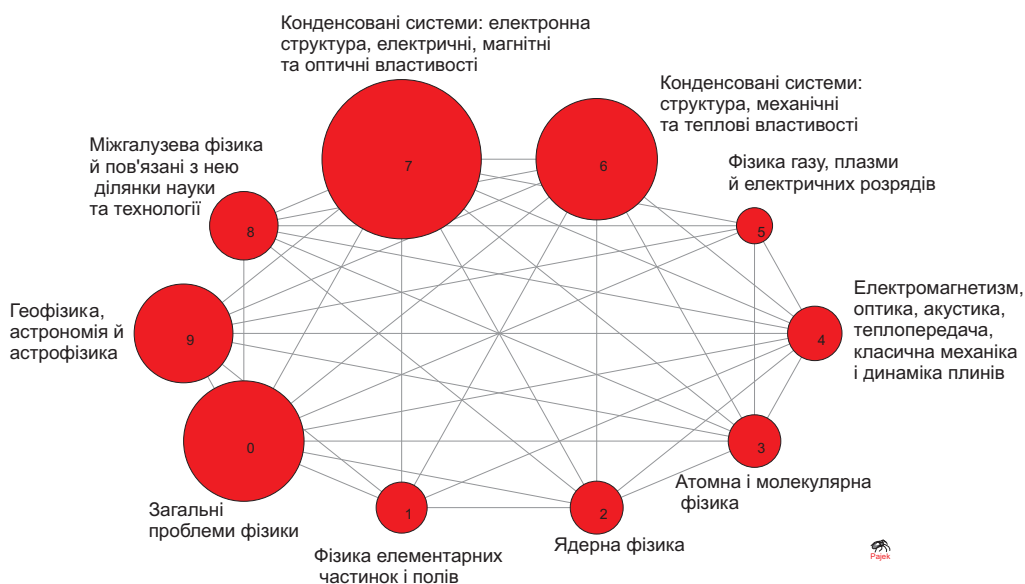 Конденсовані системи: електронна
структура, електричні, магнітні
та оптичні властивості
Конденсовані системи:
структура, механічні
та теплові властивості
Міжгалузева фізика
й пов'язані з нею
ділянки науки
та технології
Фізика газу, плазми
й електричних розрядів
7
6
8
5
Геофізика,
астрономія й
астрофізика
9
4
Електромагнетизм,
оптика, акустика,
теплопередача,
класична механіка
і динаміка плинів
0
3
Атомна і молекулярна
фізика
Загальні
проблеми фізики
1
2
Ядерна фізика
Фізика елементарних
частинок і полів
Pajek